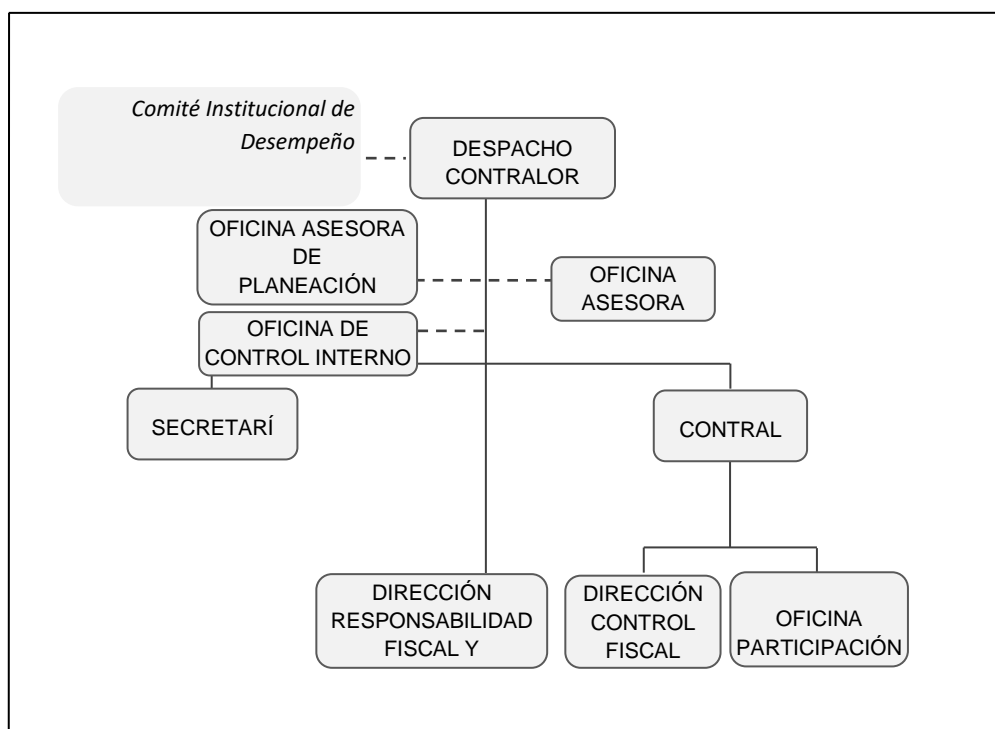 Comité Institucional de
Desempeño
DESPACHO
CONTRALOR
OFICINA ASESORA
DE
PLANEACIÓN
OFICINA
ASESORA
OFICINA DE
CONTROL INTERNO
SECRETARÍ
CONTRAL
DIRECCIÓN
RESPONSABILIDAD
FISCAL Y
DIRECCIÓN
CONTROL
FISCAL
OFICINA
PARTICIPACIÓN